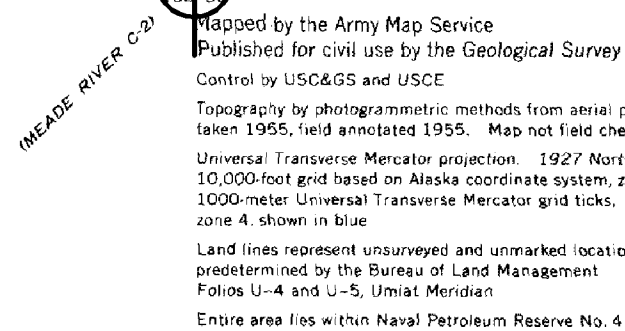 (MEADE RIVER C-2)
Mapped by the Army Map Service
Published for civil use by the Geological Survey
Control by USC&GS and USCE
Topography by photogrammetric methods from aerial
taken 1955, field annotated 1955. Map not field
Universal Transverse Mercator projection. 1927
10,000-foot grid based on Alaska coordinate system,
1000-meter Universal Transverse Mercator grid ticks,
zone 4, shown in blue
Land lines represent unsurveyed and unmarked
predetermined by the Bureau of Land Management
Folios U-4 and U-5, Umiat Meridian
Entire area lies within Naval Petroleum Reserve No. 4